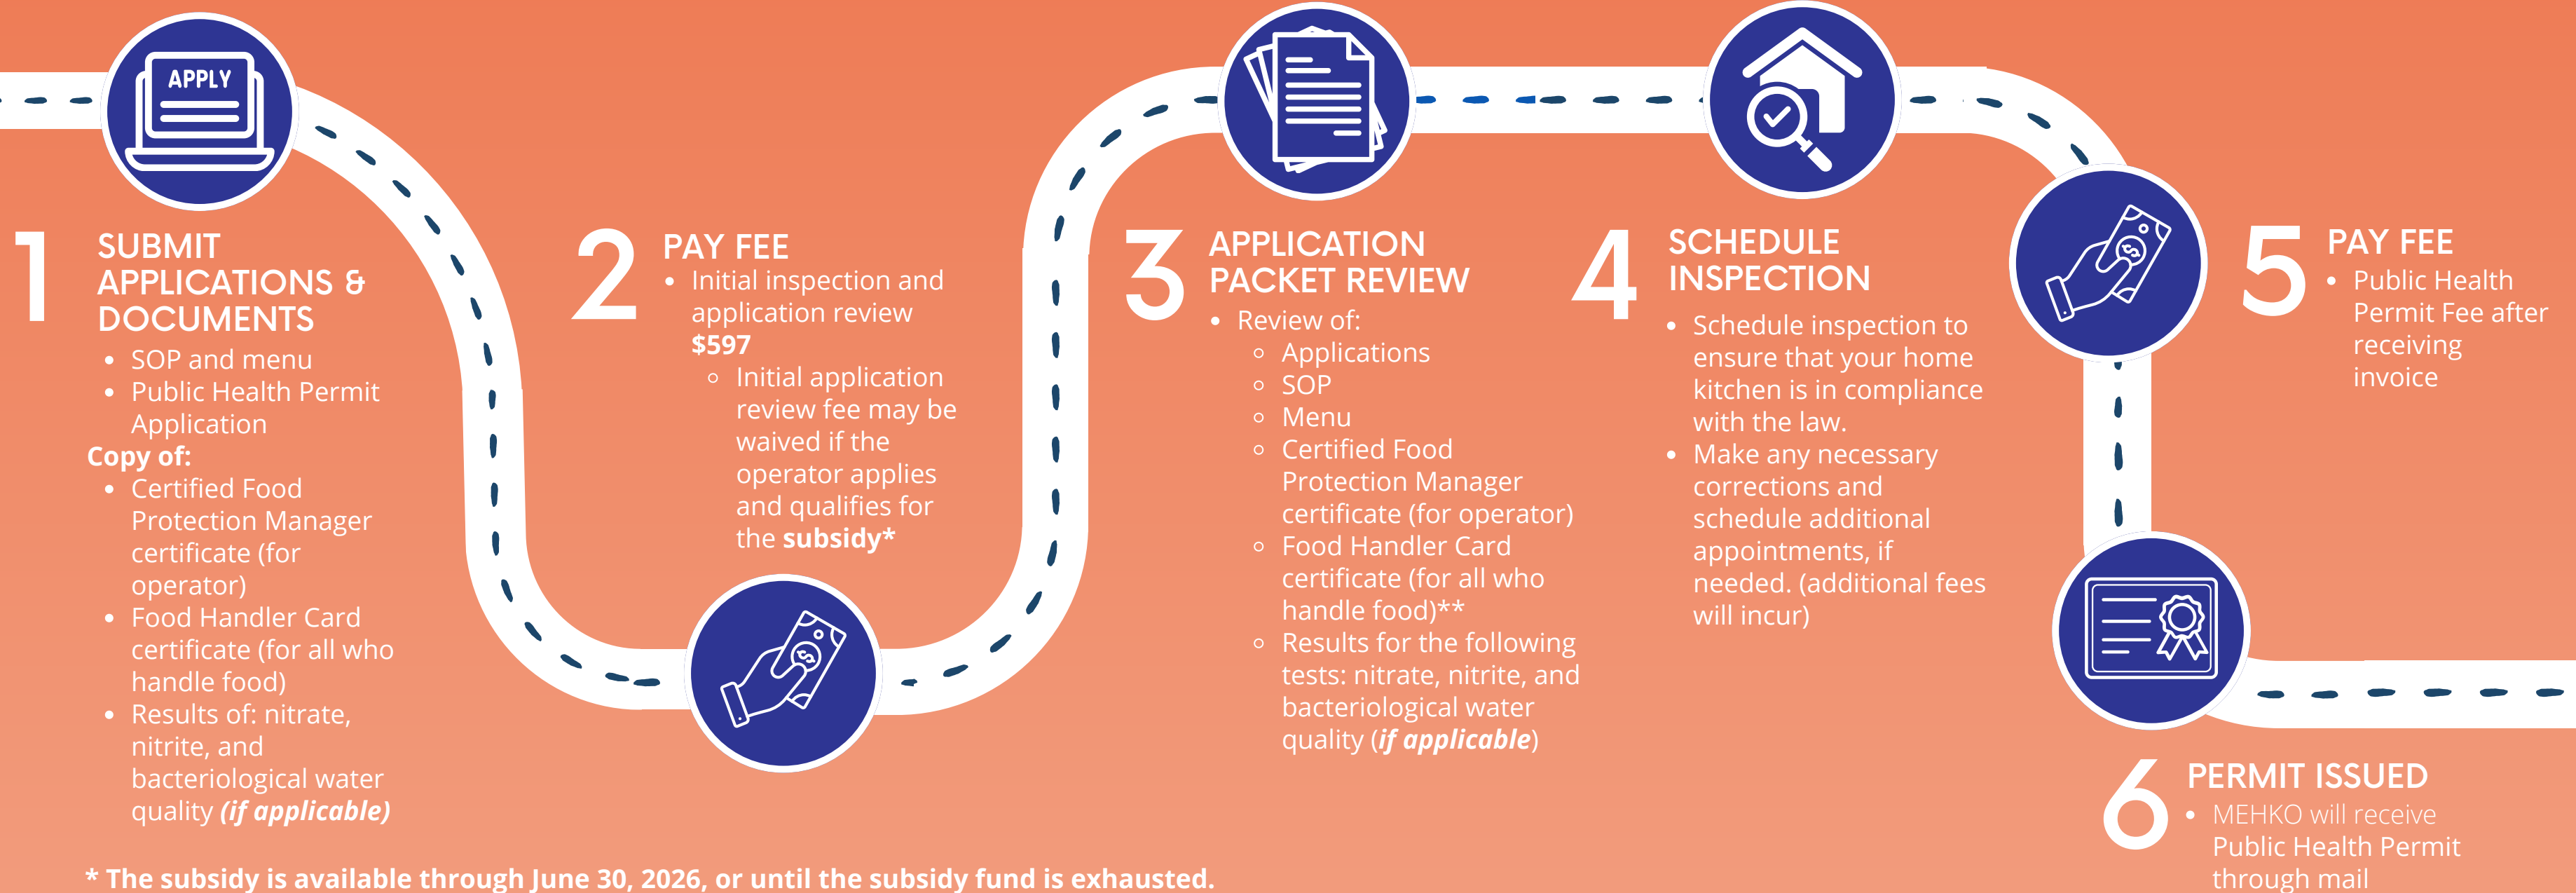 APPLY
1
SUBMIT
APPLICATIONS &
DOCUMENTS
• SOP and menu
• Public Health Permit
Application
Copy of:
• Certified Food
Protection Manager
certificate (for
operator)
• Food Handler Card
certificate (for all who
handle food)
• Results of: nitrate,
nitrite, and
bacteriological water
quality (if applicable)
2
PAY FEE
• Initial inspection and
application review
$597
◦ Initial application
review fee may be
waived if the
operator applies
and qualifies for
the subsidy*
3
APPLICATION
PACKET REVIEW
• Review of:
◦ Applications
◦ SOP
◦ Menu
◦ Certified Food
Protection Manager
certificate (for operator)
◦ Food Handler Card
certificate (for all who
handle food)**
◦ Results for the following
tests: nitrate, nitrite, and
bacteriological water
quality (if applicable)
4
SCHEDULE
INSPECTION
• Schedule inspection to
ensure that your home
kitchen is in compliance
with the law.
• Make any necessary
corrections and
schedule additional
appointments, if
needed. (additional fees
will incur)
5
PAY FEE
• Public Health
Permit Fee after
receiving
invoice
6
PERMIT ISSUED
• MEHKO will receive
Public Health Permit
through mail
* The subsidy is available through June 30, 2026, or until the subsidy fund is exhausted.